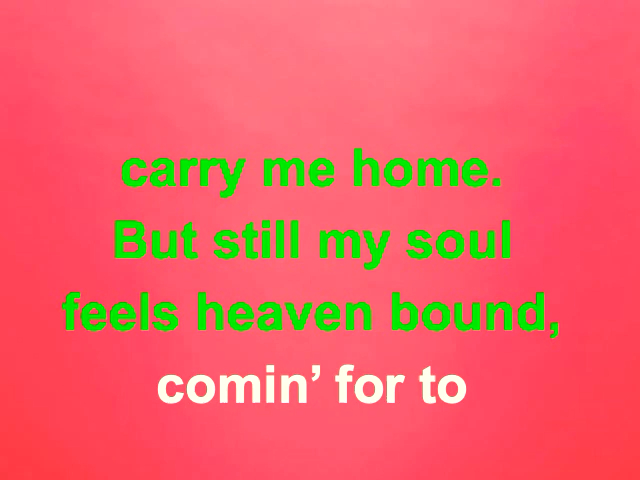 carry me home.
But still my soul
feels heaven bound,
comin’ for to